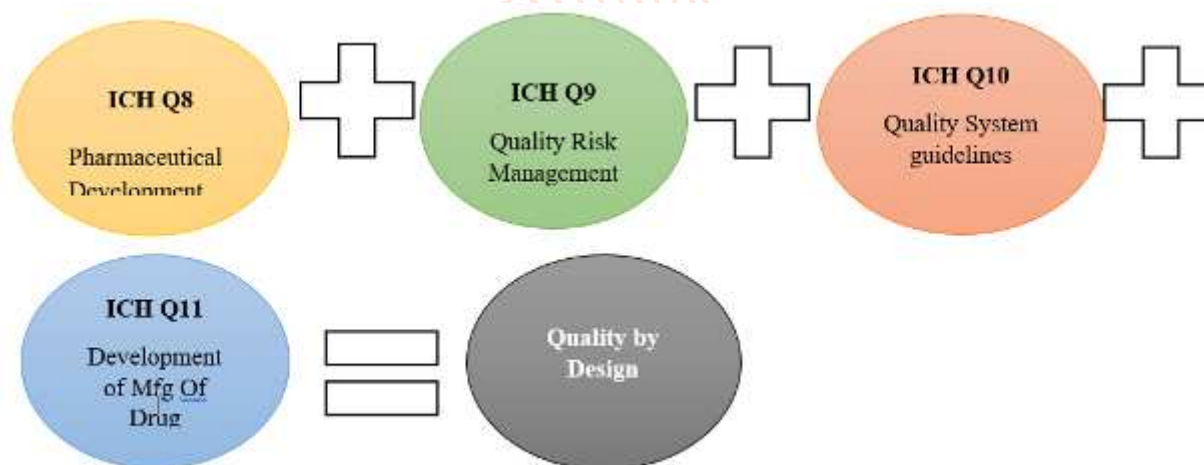 ICH Q8
Pharmaceutical
Development
ICH Q9
Quality Risk
Management
ICH Q10
Quality System
guidelines
ICH Q11
Development
of Mfg Of
Drug
Quality by
Design